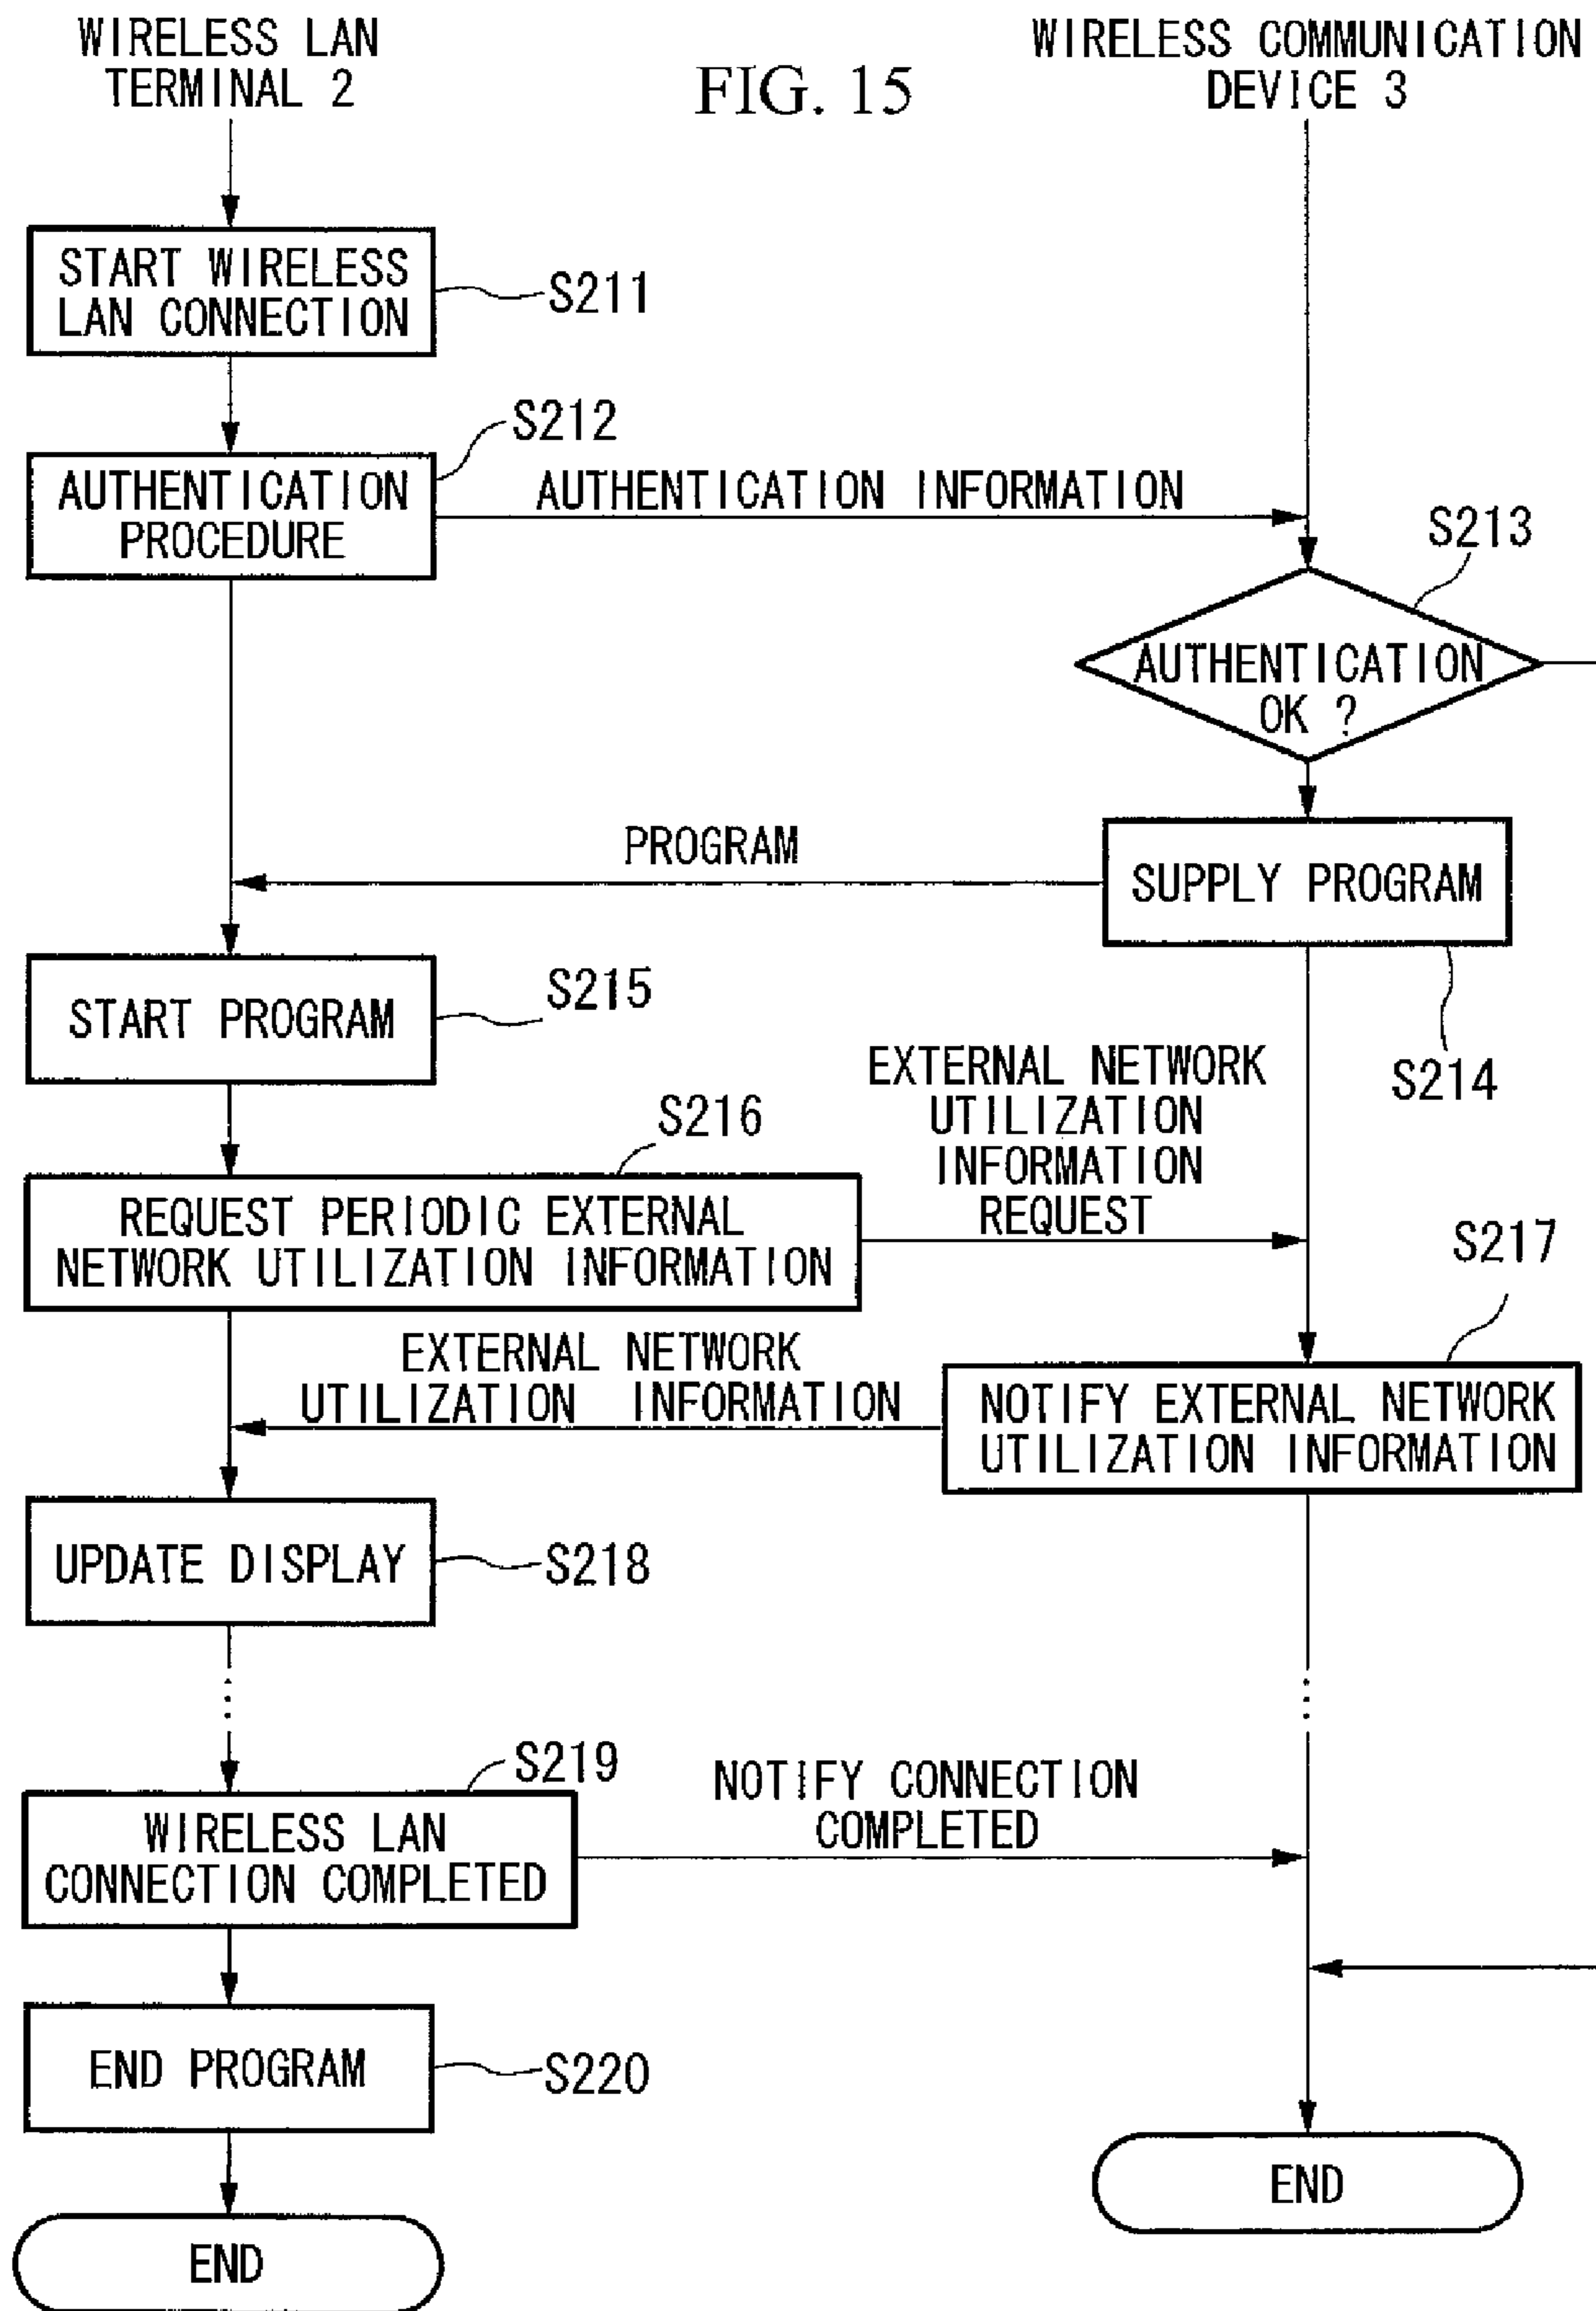 WIRELESS LAN
TERMINAL 2
FIG. 15
WIRELESS COMMUNICATION
DEVICE 3
START WIRELESS
LAN CONNECTION
S211
S212
AUTHENTICATION
PROCEDURE
AUTHENTICATION INFORMATION
S213
AUTHENTICATION
OK ?
PROGRAM
SUPPLY PROGRAM
S214
START PROGRAM
S215
S216
EXTERNAL NETWORK
UTILIZATION
INFORMATION
REQUEST
REQUEST PERIODIC EXTERNAL
NETWORK UTILIZATION INFORMATION
S217
EXTERNAL NETWORK
UTILIZATION INFORMATION
NOTIFY EXTERNAL NETWORK
UTILIZATION INFORMATION
UPDATE DISPLAY
S218
S219
WIRELESS LAN
CONNECTION COMPLETED
NOTIFY CONNECTION
COMPLETED
END PROGRAM
S220
END
END